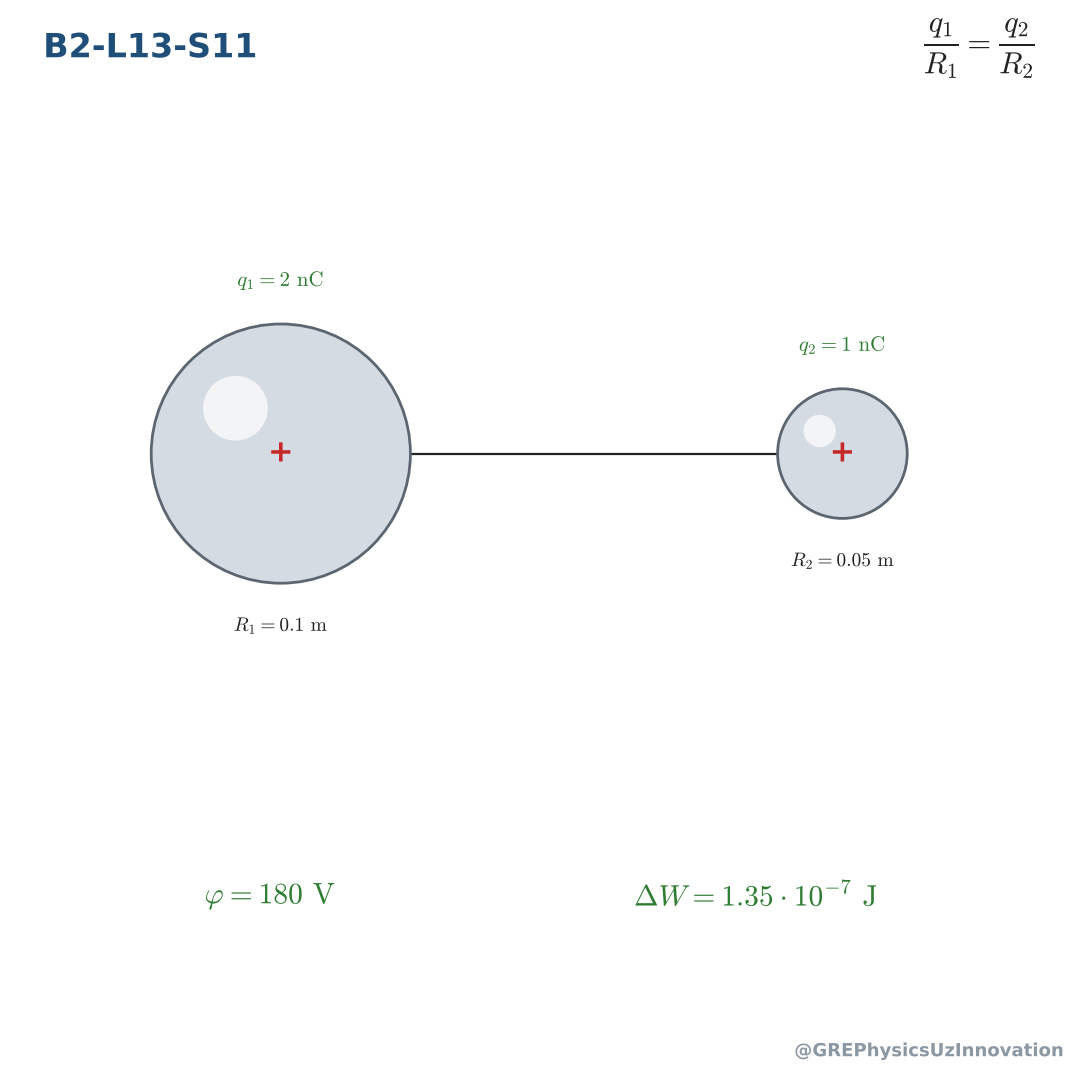 B2-L13-S11
q₁/R₁ = q₂/R₂
q₁ = 2 nC
q₂ = 1 nC
+
+
R₂ = 0.05 m
R₁ = 0.1 m
φ = 180 V
ΔW = 1.35 · 10⁻⁷ J
@GREPhysicsUzInnovation